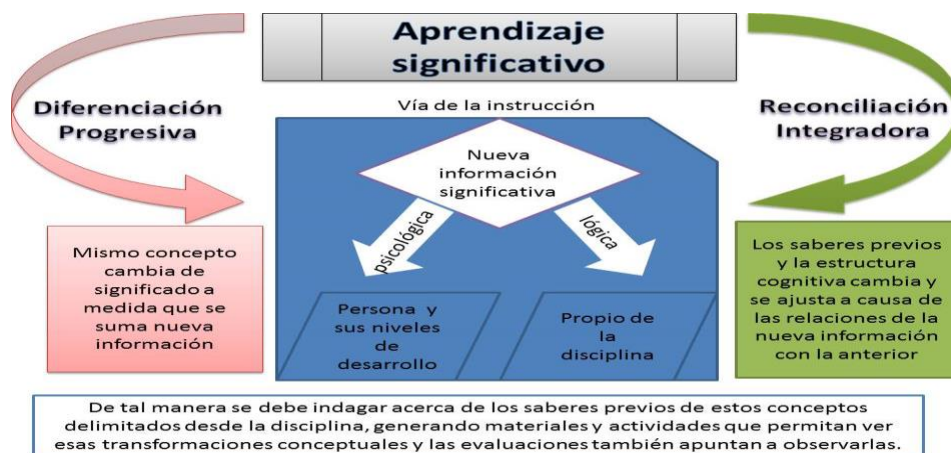 Aprendizaje
significativo
Diferenciación
Progresiva
Vía de la instrucción
Reconciliación
Integradora
Nueva
información
significativa
psicológica
lógica
Mismo concepto
cambia de
significado a
medida que se
suma nueva
información
Persona y
sus niveles
de
desarrollo
Propio de
la
disciplina
Los saberes previos
y la estructura
cognitiva cambia y
se ajusta a causa de
las relaciones de la
nueva información
con la anterior
De tal manera se debe indagar acerca de los saberes previos de estos conceptos
delimitados desde la disciplina, generando materiales y actividades que permitan ver
esas transformaciones conceptuales y las evaluaciones también apuntan a observarlas.